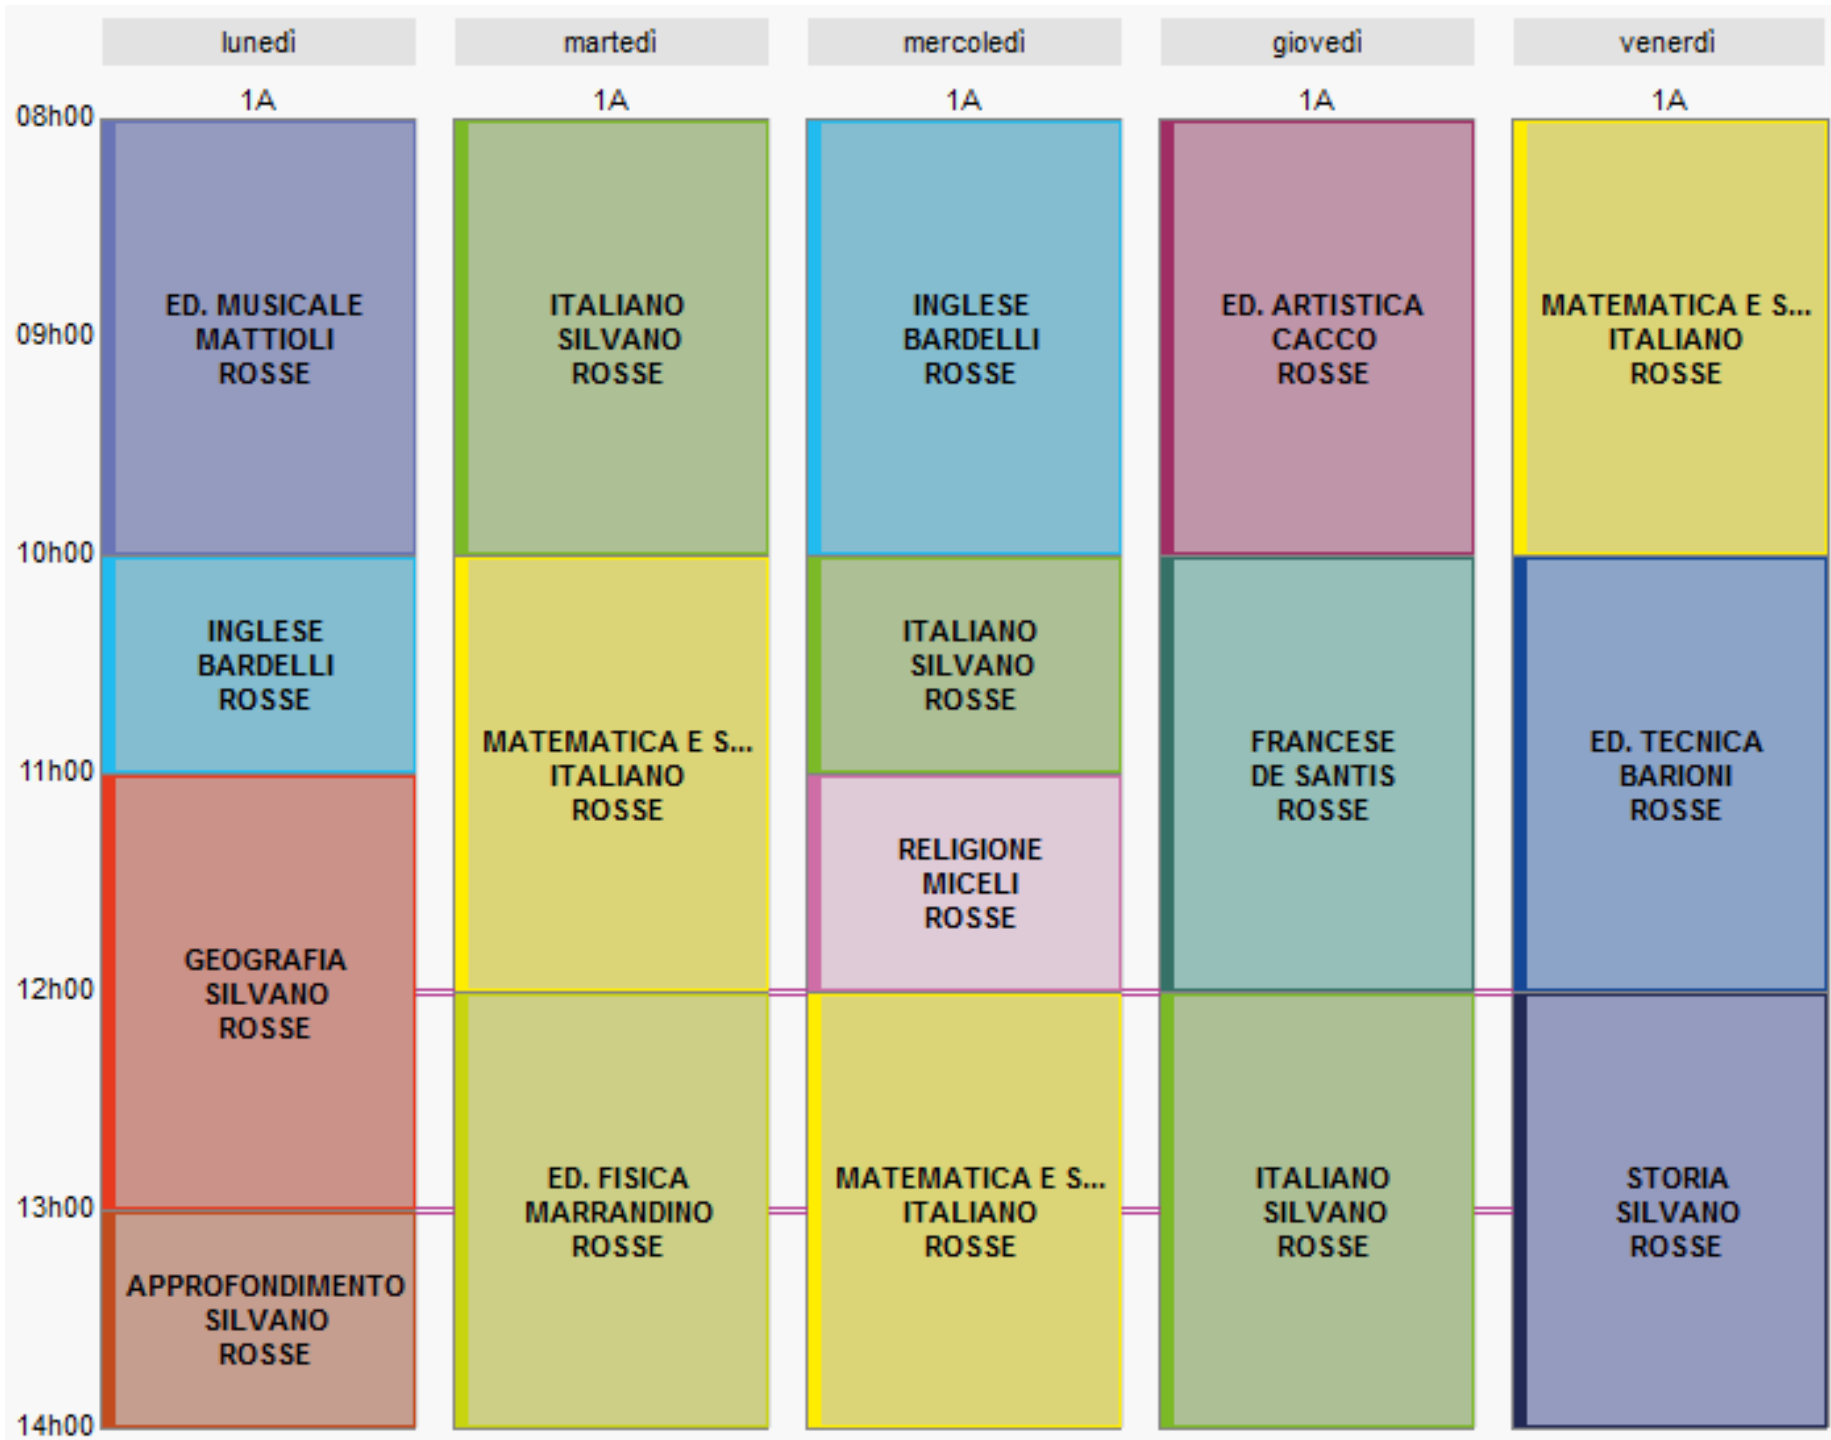 lunedì
martedì
mercoledì
giovedì
venerdì
1A
1A
1A
1A
1A
08h00
09h00
10h00
11h00
12h00
13h00
14h00
ED. MUSICALE
MATTIOLI
ROSSE
INGLESE
BARDELLI
ROSSE
GEOGRAFIA
SILVANO
ROSSE
APPROFONDIMENTO
SILVANO
ROSSE
ITALIANO
SILVANO
ROSSE
MATEMATICA E S...
ITALIANO
ROSSE
ED. FISICA
MARRANDINO
ROSSE
INGLESE
BARDELLI
ROSSE
ITALIANO
SILVANO
ROSSE
RELIGIONE
MICELI
ROSSE
MATEMATICA E S...
ITALIANO
ROSSE
ED. ARTISTICA
CACCO
ROSSE
FRANCESE
DE SANTIS
ROSSE
ITALIANO
SILVANO
ROSSE
MATEMATICA E S...
ITALIANO
ROSSE
ED. TECNICA
BARIONI
ROSSE
STORIA
SILVANO
ROSSE